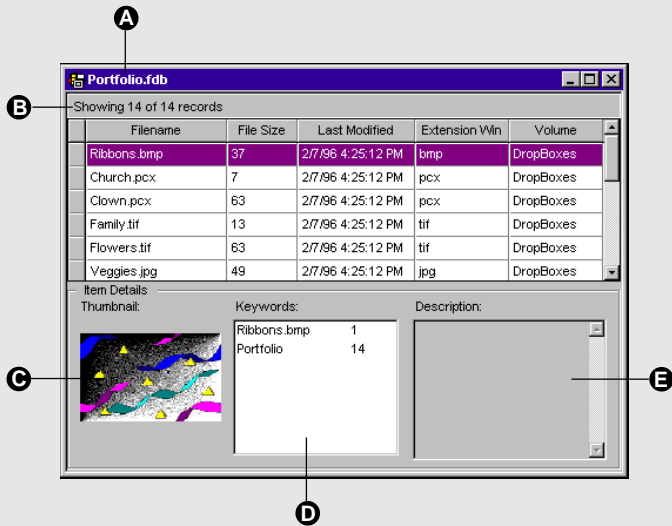 A
Portfolio.fdb
B
Showing 14 of 14 records
Filename File Size Last Modified Extension Win Volume
Ribbons.bmp 37 2/7/96 4:25:12 PM bmp DropBoxes
Church.pcx 7 2/7/96 4:25:12 PM pcx DropBoxes
Clown.pcx 63 2/7/96 4:25:12 PM pcx DropBoxes
Family.tif 13 2/7/96 4:25:12 PM tif DropBoxes
Flowers.tif 63 2/7/96 4:25:12 PM tif DropBoxes
Veggies.jpg 49 2/7/96 4:25:12 PM jpg DropBoxes
Item Details
Thumbnail: Keywords: Description:
Ribbons.bmp 1
Portfolio 14
C
E
D